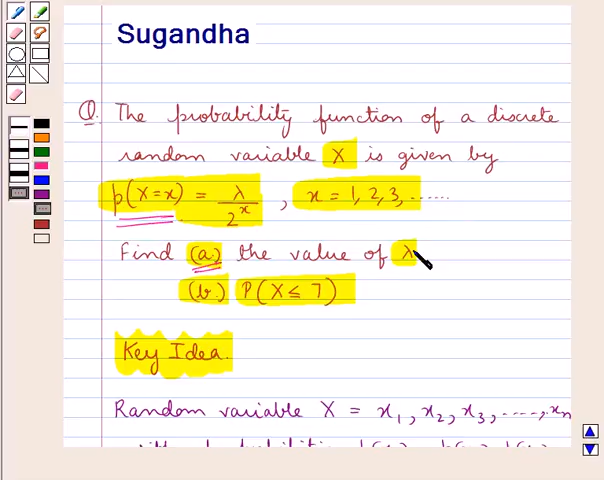 Sugandha
Q. The probability function of a discrete
random variable X is given by
p(X=x) = λ/2^x , x = 1, 2, 3, ......
Find (a.) the value of λ
(b.) P(X ≤ 7)
Key Idea.
Random variable X = x₁, x₂, x₃, ....., xn